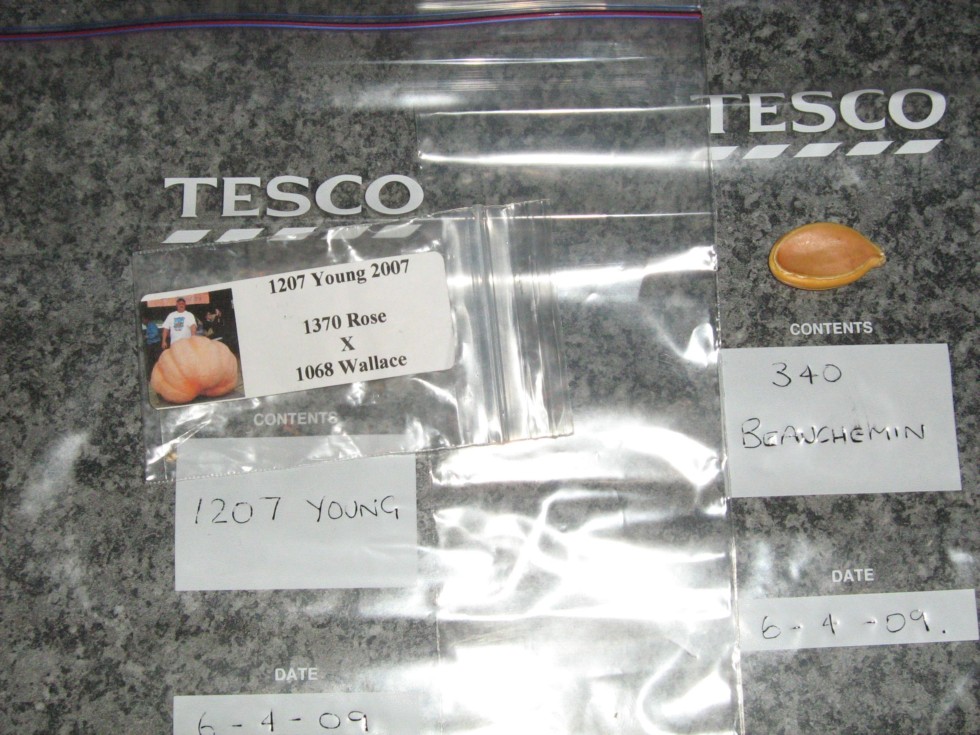 TESCO
1207 Young 2007
1370 Rose
X
1068 Wallace
CONTENTS
1207 YOUNG
DATE
6-4-09
TESCO
CONTENTS
340
BEAUCHEMIN
DATE
6-4-09.